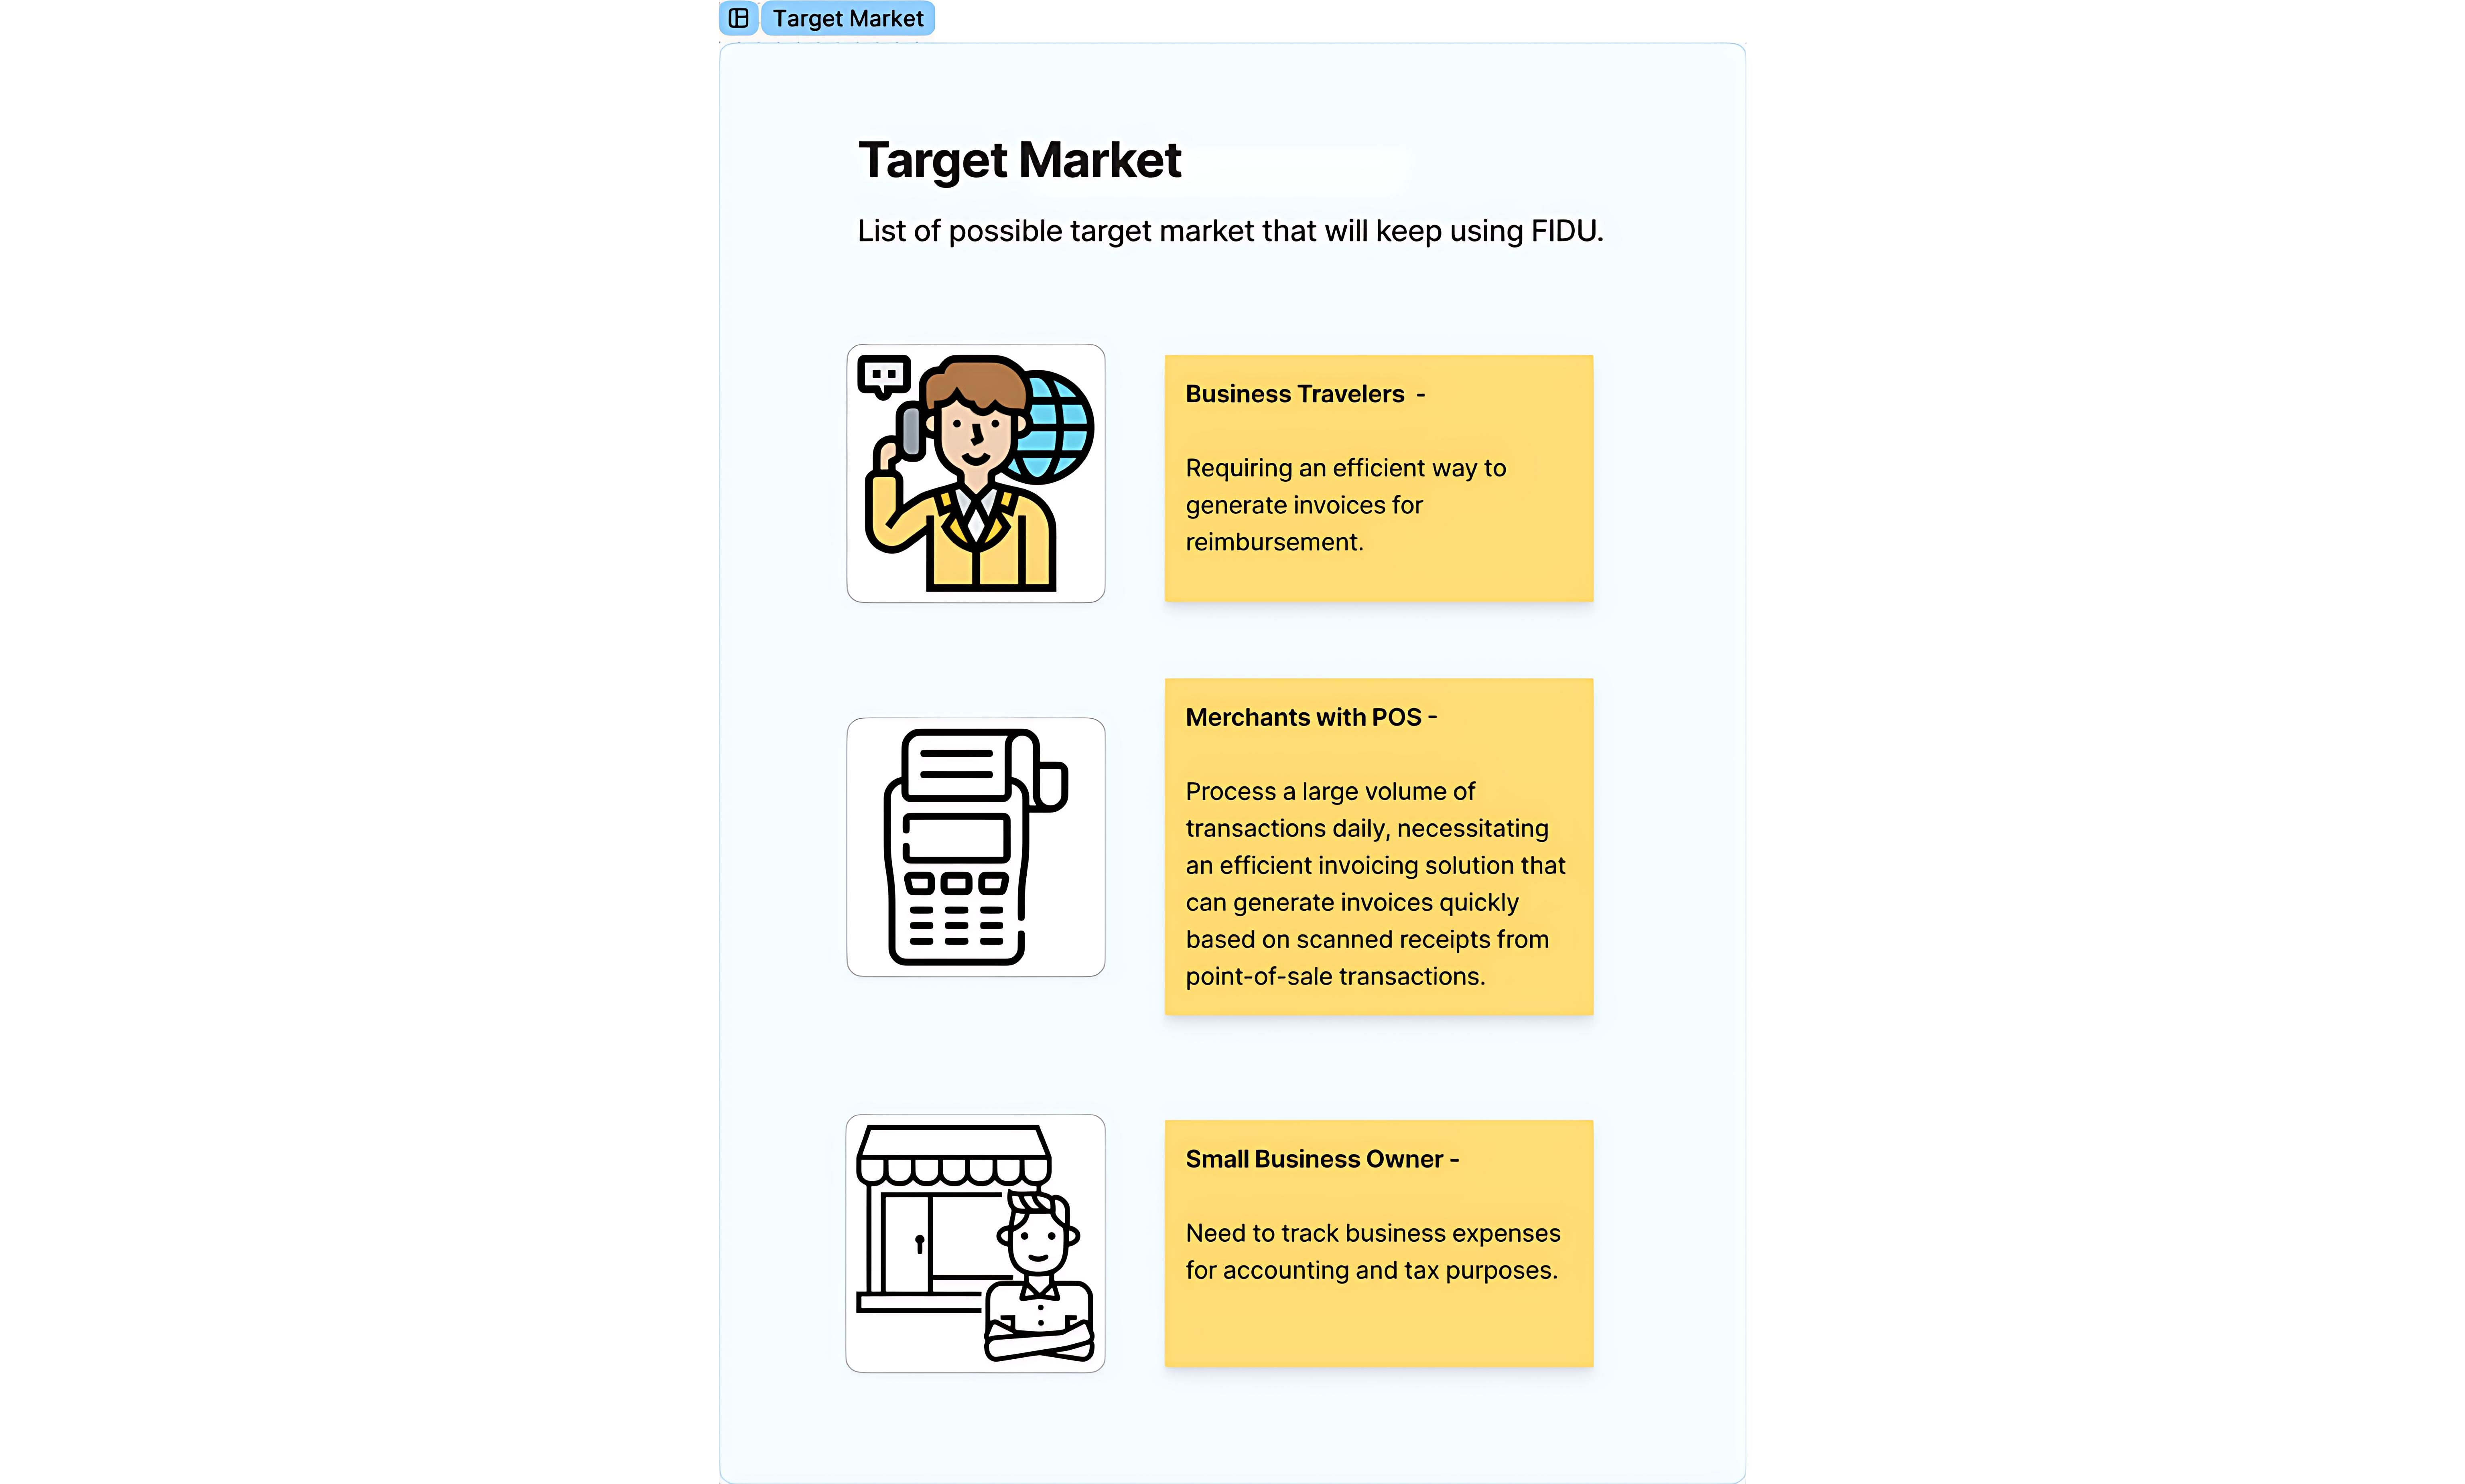 Target Market
Target Market
List of possible target market that will keep using FIDU.
Business Travelers -
Requiring an efficient way to
generate invoices for
reimbursement.
Merchants with POS -
Process a large volume of
transactions daily, necessitating
an efficient invoicing solution that
can generate invoices quickly
based on scanned receipts from
point-of-sale transactions.
Small Business Owner -
Need to track business expenses
for accounting and tax purposes.